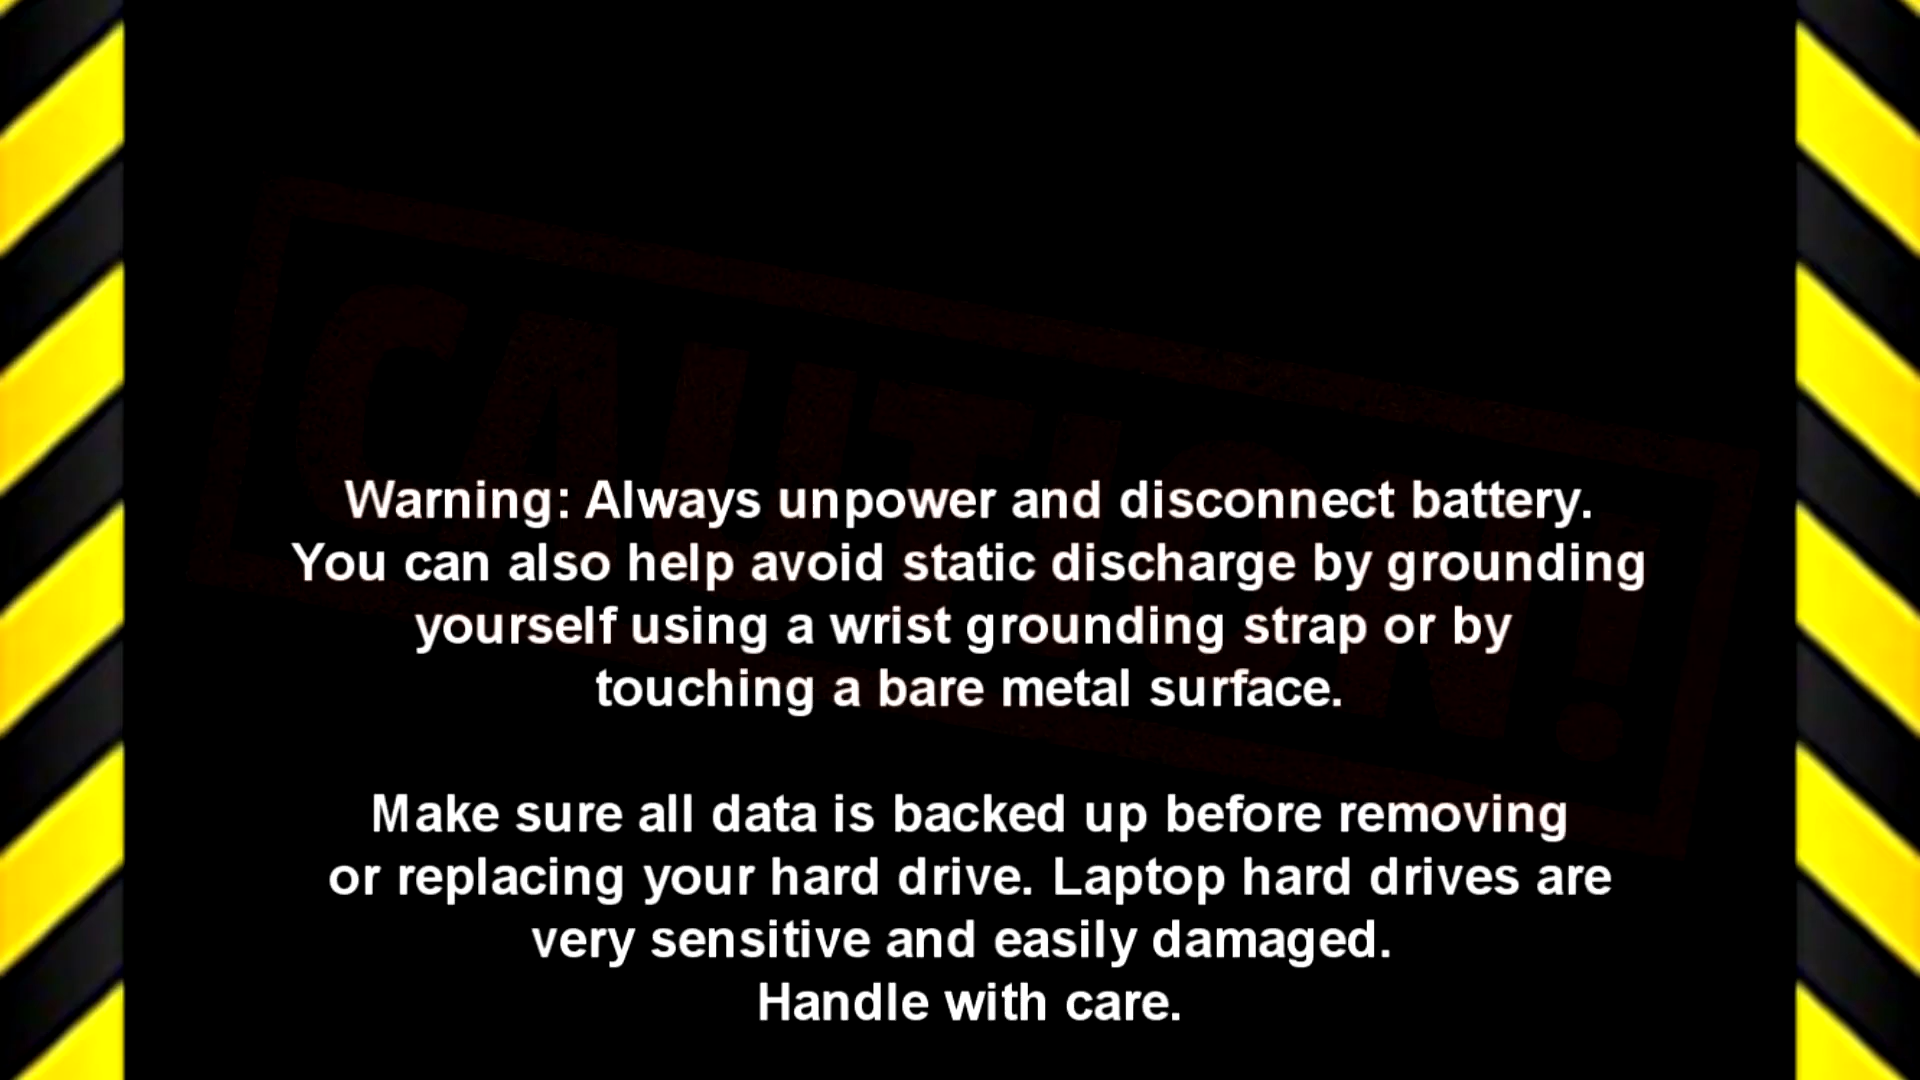 CAUTION!
Warning: Always unpower and disconnect battery.
You can also help avoid static discharge by grounding
yourself using a wrist grounding strap or by
touching a bare metal surface.
Make sure all data is backed up before removing
or replacing your hard drive. Laptop hard drives are
very sensitive and easily damaged.
Handle with care.